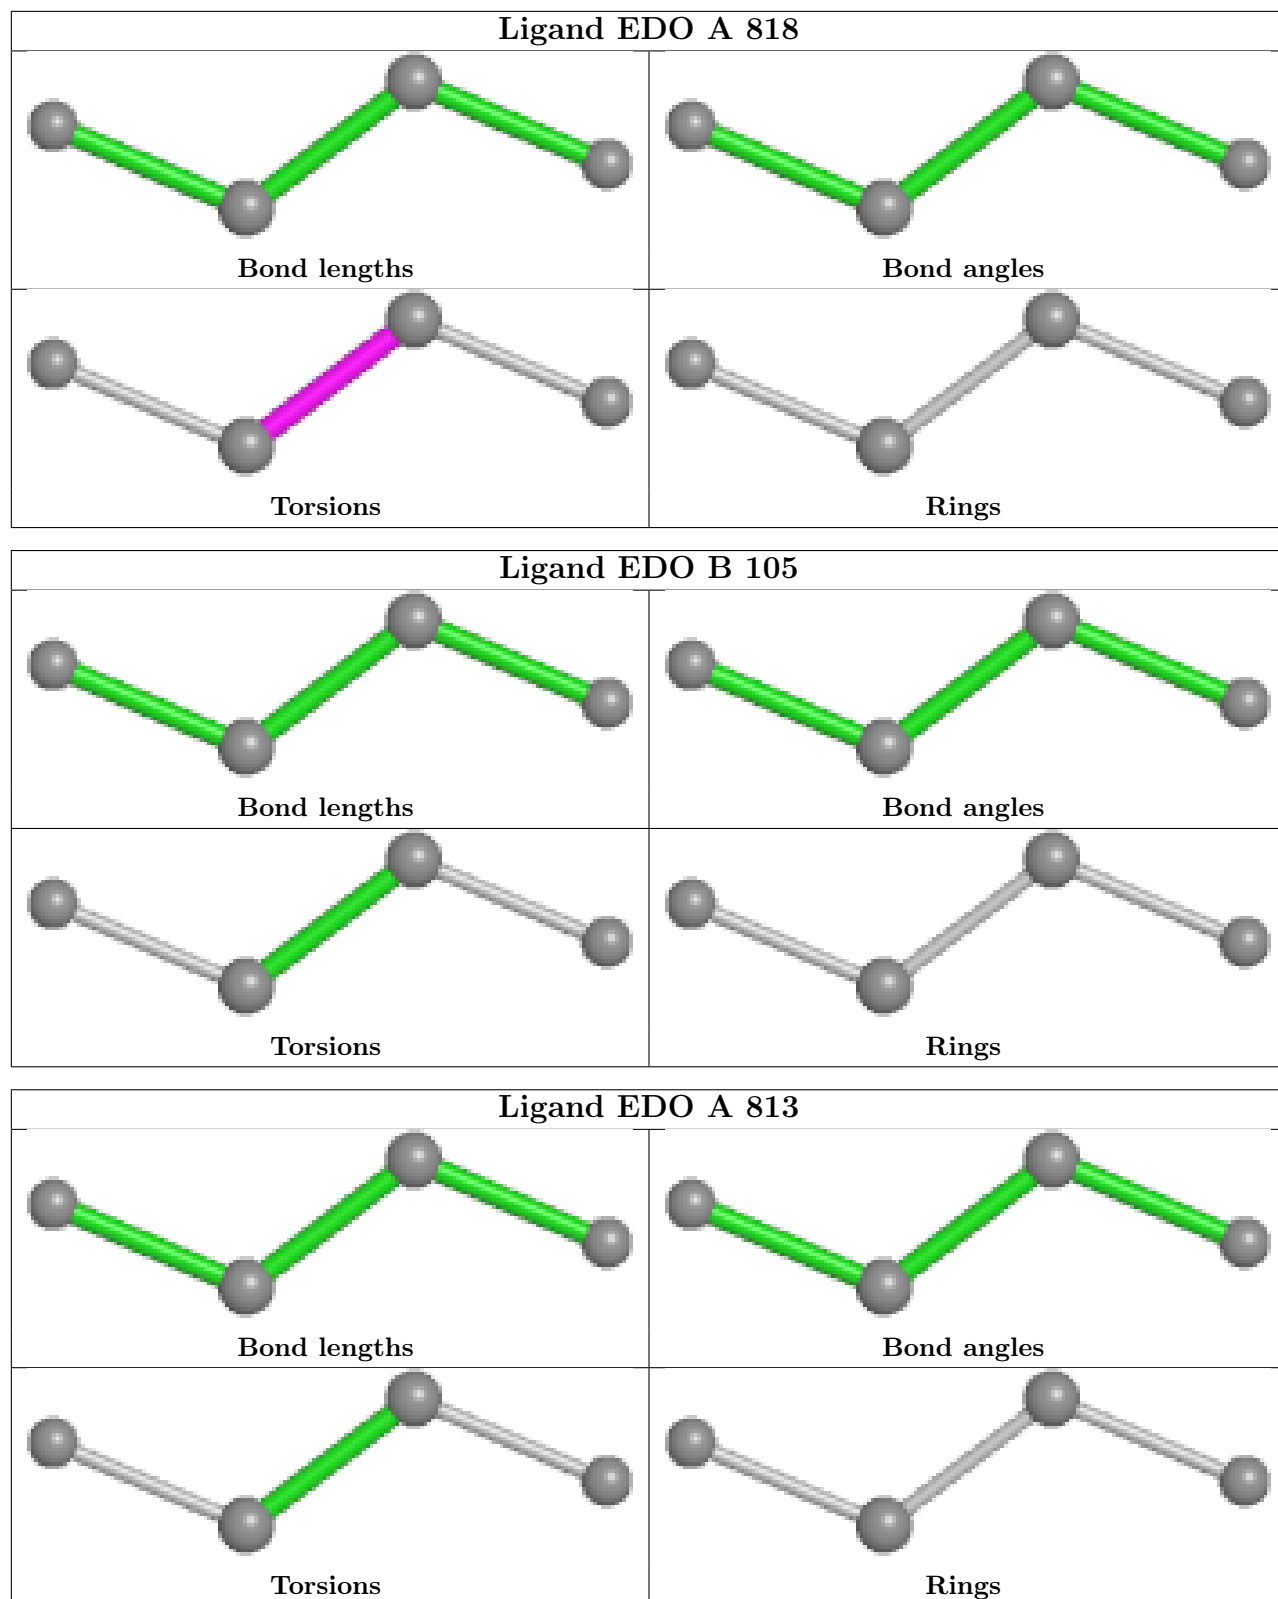 Ligand EDO A 818
Bond lengths
Bond angles
Torsions
Rings
Ligand EDO B 105
Bond lengths
Bond angles
Torsions
Rings
Ligand EDO A 813
Bond lengths
Bond angles
Torsions
Rings